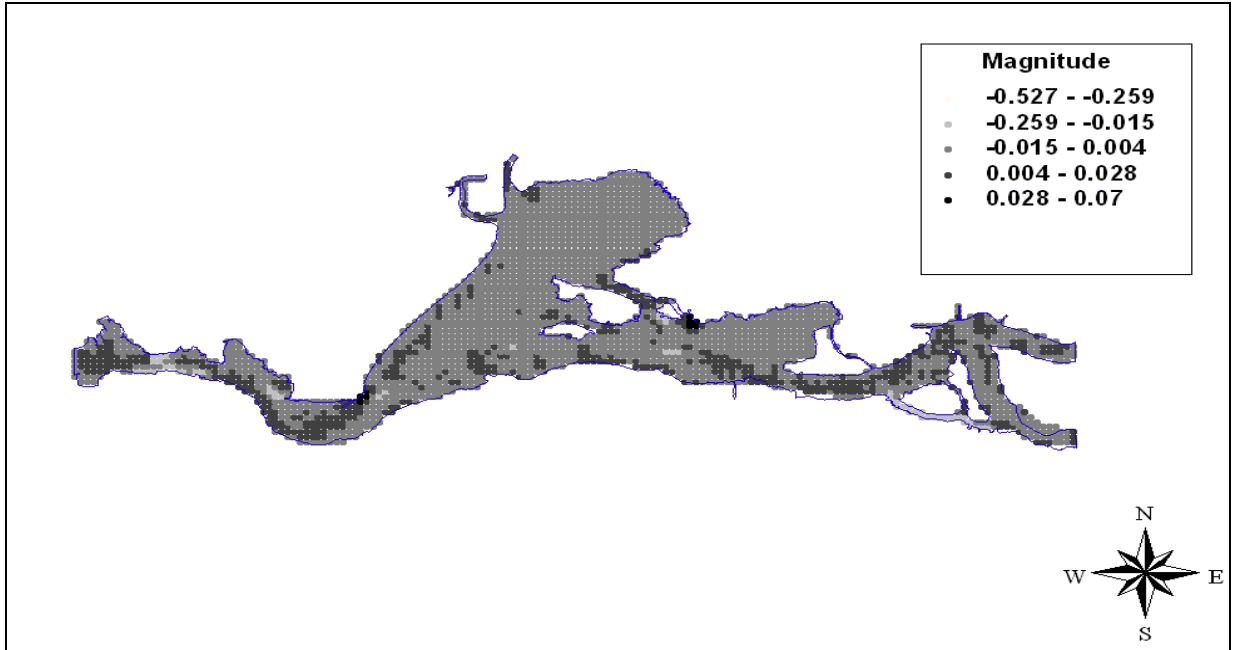 Magnitude
-0.527 - -0.259
-0.259 - -0.015
-0.015 - 0.004
0.004 - 0.028
0.028 - 0.07
N
W E
S